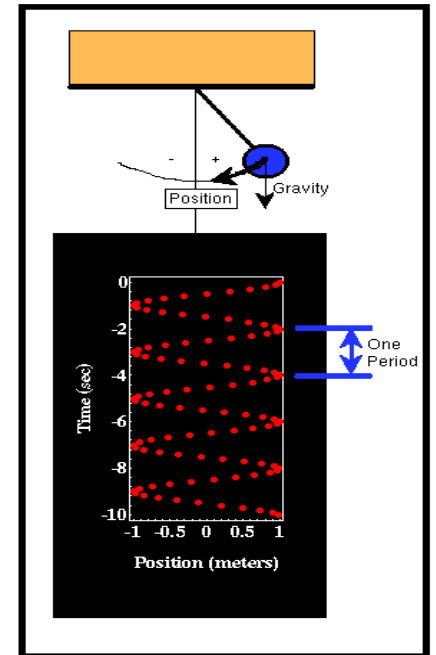 - +
Gravity
Position
0
-2
-4
-6
-8
-10
Time (sec)
One
Period
-1 -0.5 0 0.5 1
Position (meters)